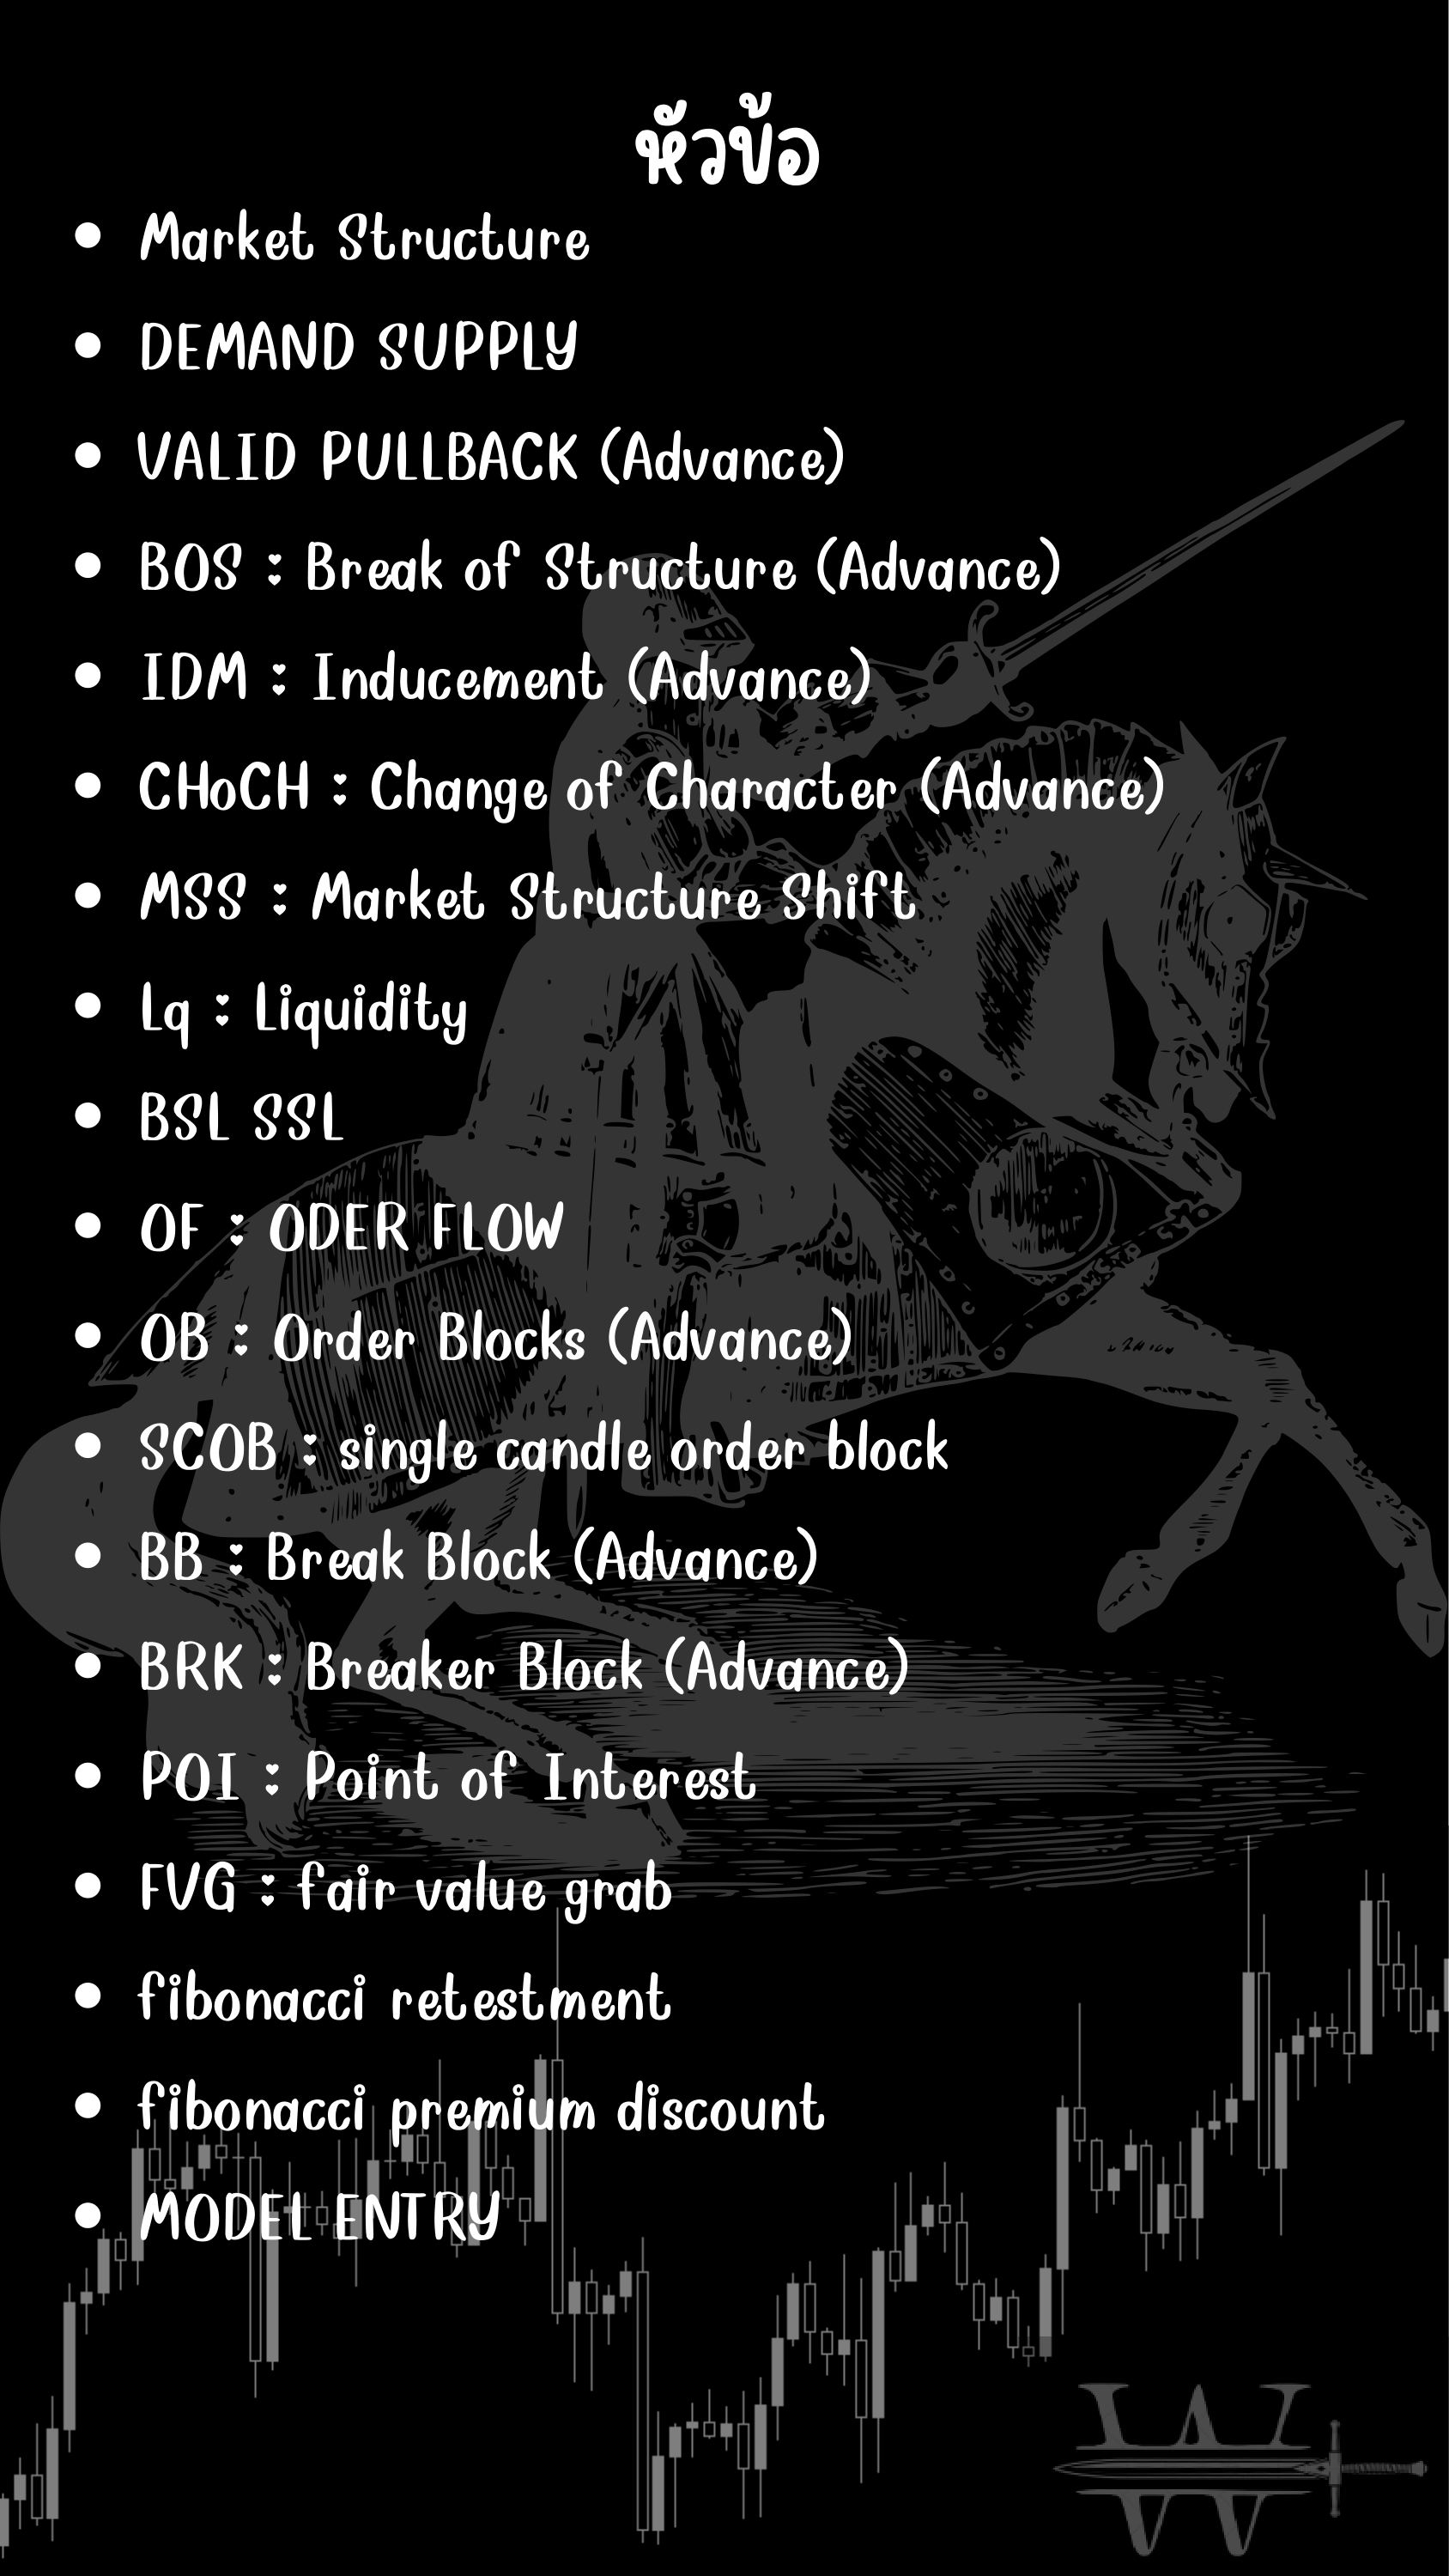 หัวข้อ
• Market Structure
• DEMAND SUPPLY
• VALID PULLBACK (Advance)
• BOS : Break of Structure (Advance)
• IDM : Inducement (Advance)
• CHoCH : Change of Character (Advance)
• MSS : Market Structure Shift
• Lq : Liquidity
• BSL SSL
• OF : ODER FLOW
• OB : Order Blocks (Advance)
• SCOB : single candle order block
• BB : Break Block (Advance)
• BRK : Breaker Block (Advance)
• POI : Point of Interest
• FVG : fair value grab
• fibonacci retestment
• fibonacci premium discount
• MODEL ENTRY
W